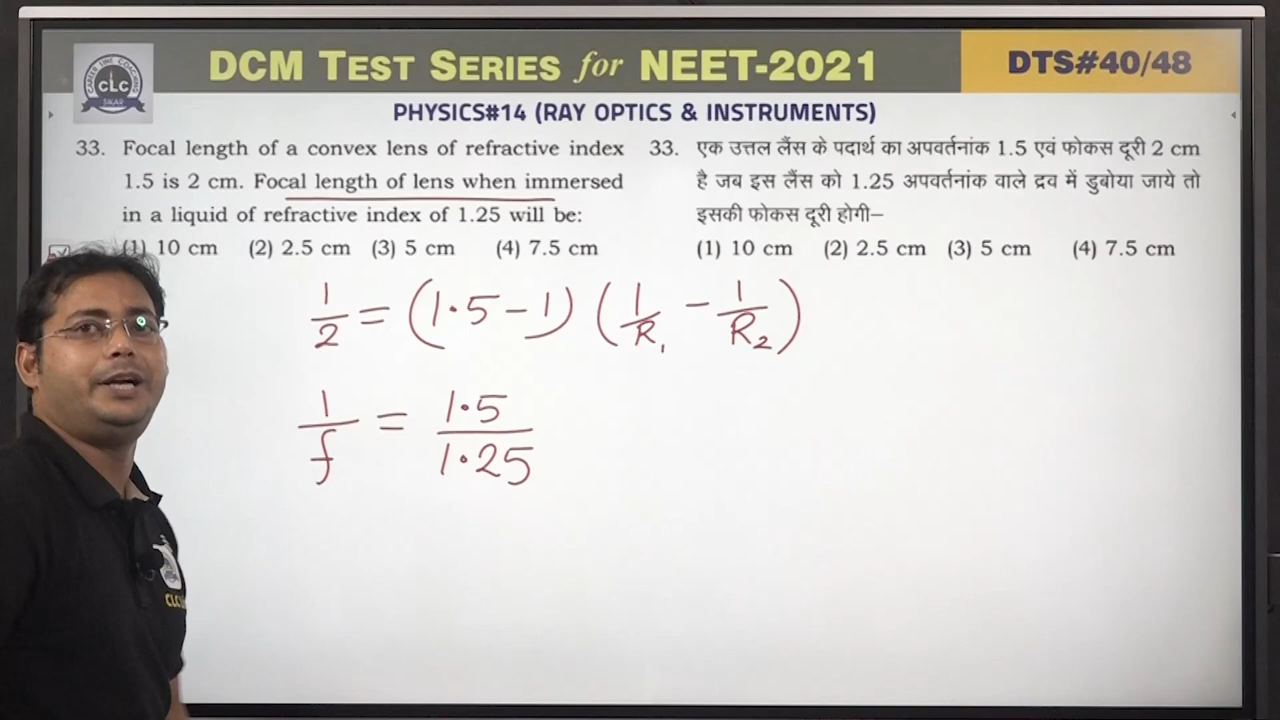 DCM TEST SERIES for NEET-2021
DTS#40/48
CAREER LINE COACHING
CLC
SIKAR
PHYSICS#14 (RAY OPTICS & INSTRUMENTS)
33. Focal length of a convex lens of refractive index
1.5 is 2 cm. Focal length of lens when immersed
in a liquid of refractive index of 1.25 will be:
(1) 10 cm (2) 2.5 cm (3) 5 cm (4) 7.5 cm
33. एक उत्तल लैंस के पदार्थ का अपवर्तनांक 1.5 एवं फोकस दूरी 2 cm
है जब इस लैंस को 1.25 अपवर्तनांक वाले द्रव में डुबोया जाये तो
इसकी फोकस दूरी होगी–
(1) 10 cm (2) 2.5 cm (3) 5 cm (4) 7.5 cm
1/2 = (1.5 - 1) (1/R1 - 1/R2)
1/f = 1.5/1.25